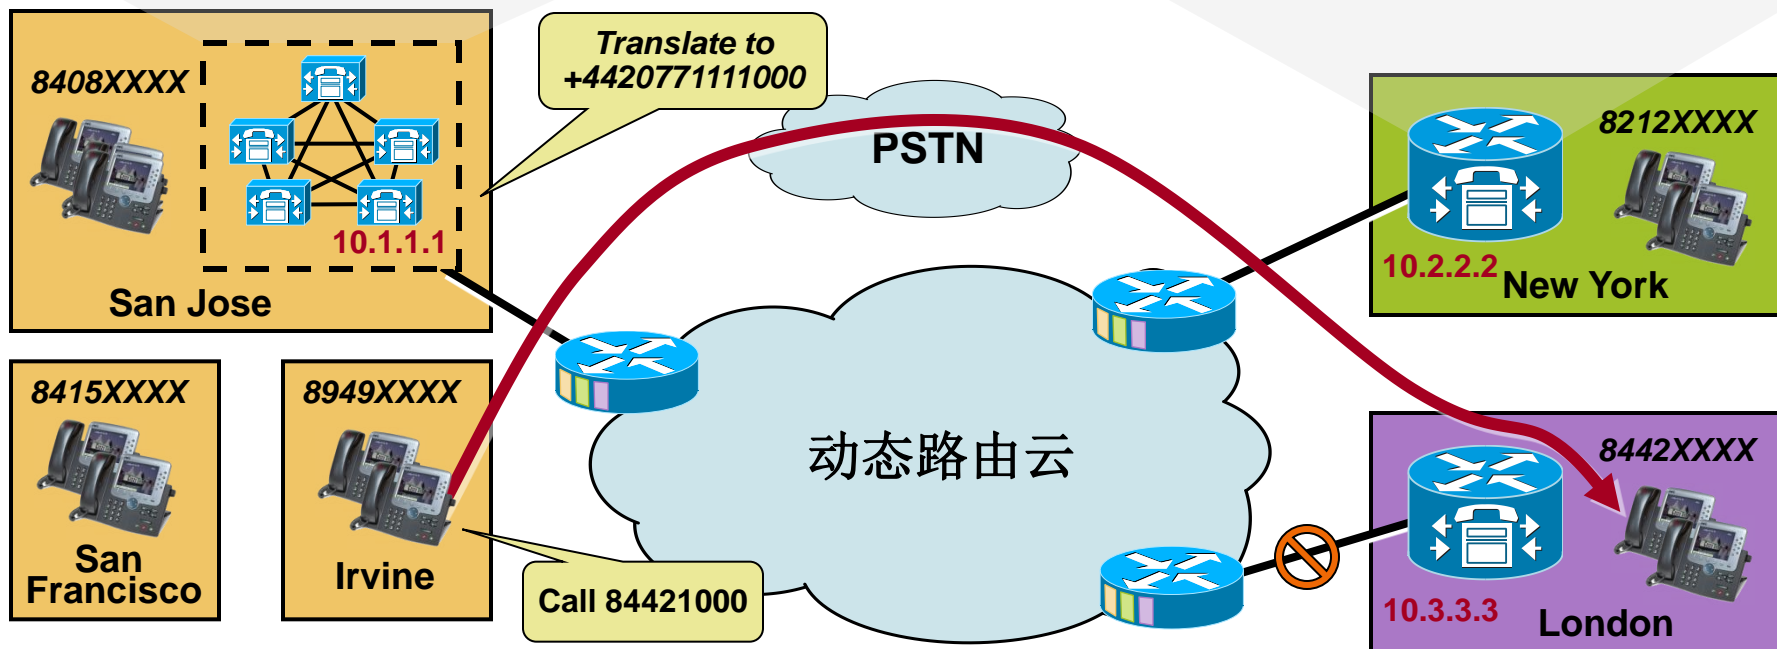 8408XXXX
10.1.1.1
San Jose
Translate to
+4420771111000
PSTN
8212XXXX
10.2.2.2
New York
8415XXXX
San
Francisco
8949XXXX
Irvine
Call 84421000
动态路由云
8442XXXX
10.3.3.3
London